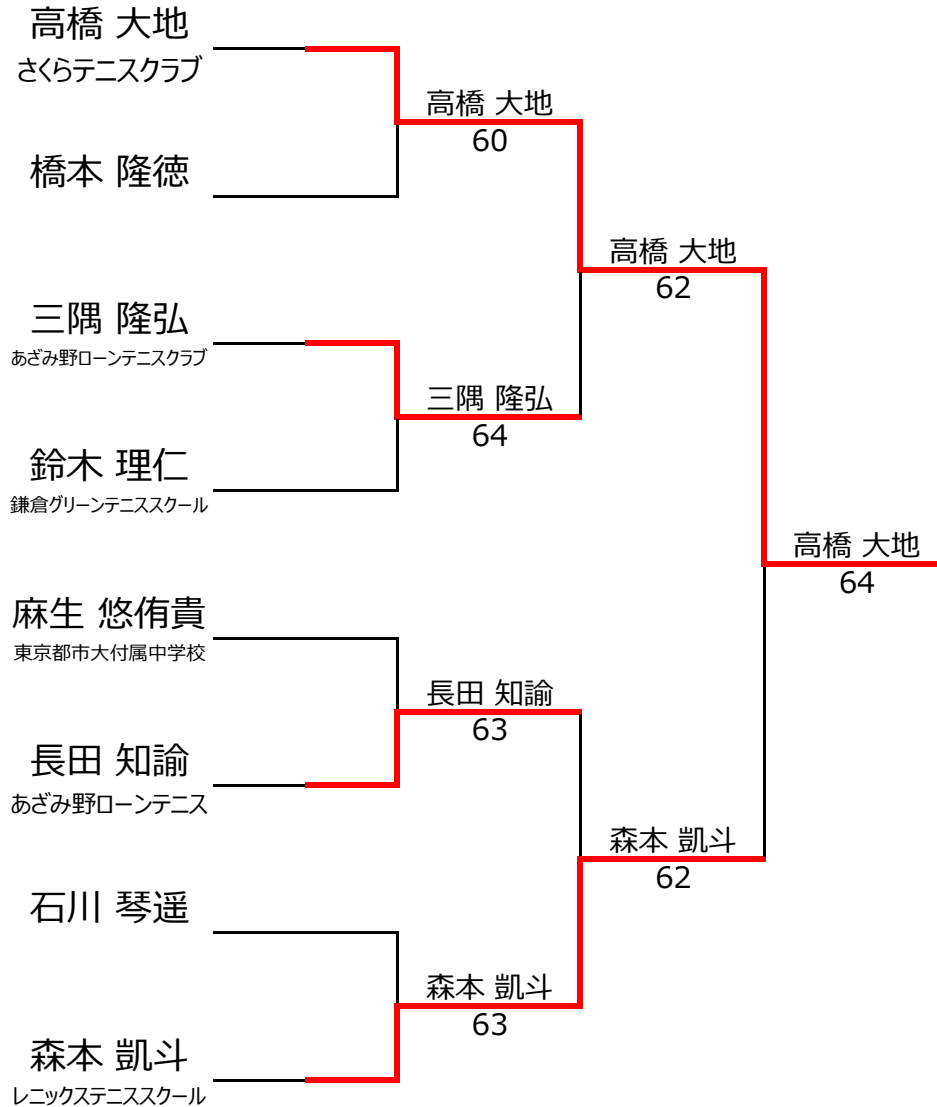 高橋 大地
さくらテニスクラブ
橋本 隆徳
三隅 隆弘
あざみ野ローンテニスクラブ
鈴木 理仁
鎌倉グリーンテニススクール
麻生 悠侑貴
東京都市大付属中学校
長田 知諭
あざみ野ローンテニス
石川 琴遥
森本 凱斗
レニックステニススクール
高橋 大地
60
三隅 隆弘
64
長田 知諭
63
森本 凱斗
63
高橋 大地
62
森本 凱斗
62
高橋 大地
64